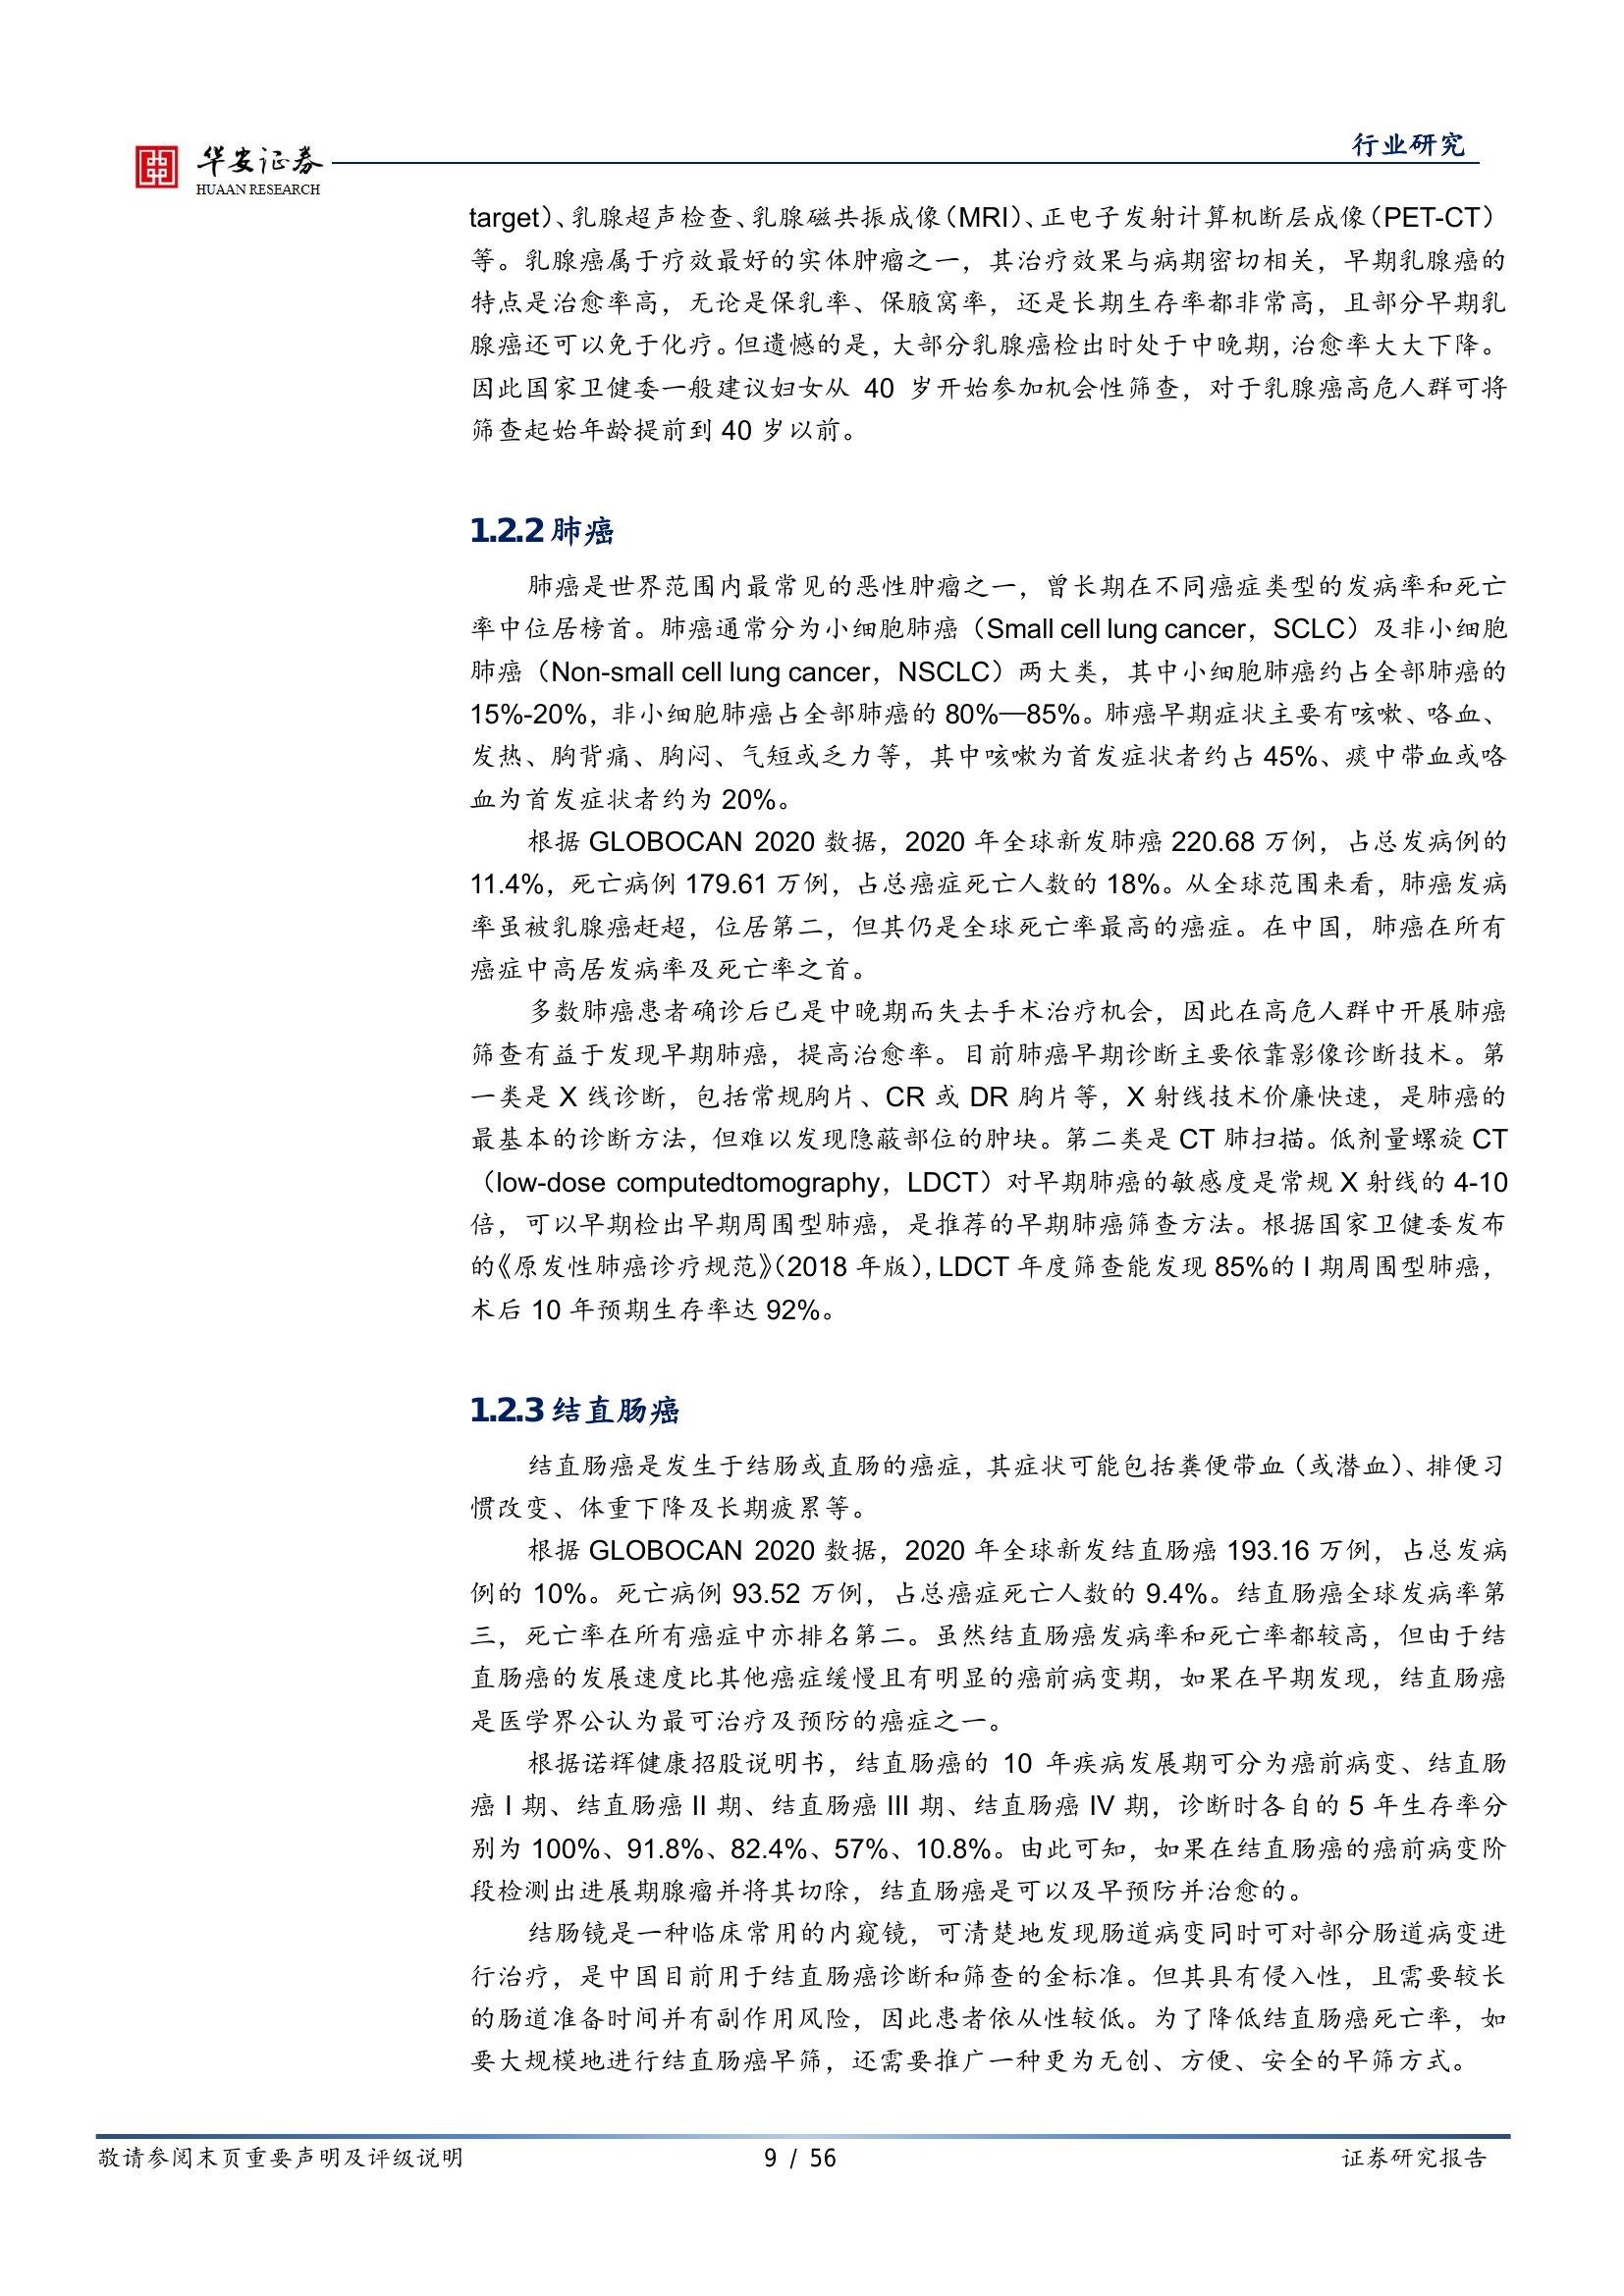 华安证券
HUAAN RESEARCH
行业研究
target）、乳腺超声检查、乳腺磁共振成像（MRI）、正电子发射计算机断层成像（PET-CT）
等。乳腺癌属于疗效最好的实体肿瘤之一，其治疗效果与病期密切相关，早期乳腺癌的
特点是治愈率高，无论是保乳率、保腋窝率，还是长期生存率都非常高，且部分早期乳
腺癌还可以免于化疗。但遗憾的是，大部分乳腺癌检出时处于中晚期，治愈率大大下降。
因此国家卫健委一般建议妇女从 40 岁开始参加机会性筛查，对于乳腺癌高危人群可将
筛查起始年龄提前到 40 岁以前。
1.2.2 肺癌
肺癌是世界范围内最常见的恶性肿瘤之一，曾长期在不同癌症类型的发病率和死亡
率中位居榜首。肺癌通常分为小细胞肺癌（Small cell lung cancer，SCLC）及非小细胞
肺癌（Non-small cell lung cancer，NSCLC）两大类，其中小细胞肺癌约占全部肺癌的
15%-20%，非小细胞肺癌占全部肺癌的 80%—85%。肺癌早期症状主要有咳嗽、咯血、
发热、胸背痛、胸闷、气短或乏力等，其中咳嗽为首发症状者约占 45%、痰中带血或咯
血为首发症状者约为 20%。
根据 GLOBOCAN 2020 数据，2020 年全球新发肺癌 220.68 万例，占总发病例的
11.4%，死亡病例 179.61 万例，占总癌症死亡人数的 18%。从全球范围来看，肺癌发病
率虽被乳腺癌赶超，位居第二，但其仍是全球死亡率最高的癌症。在中国，肺癌在所有
癌症中高居发病率及死亡率之首。
多数肺癌患者确诊后已是中晚期而失去手术治疗机会，因此在高危人群中开展肺癌
筛查有益于发现早期肺癌，提高治愈率。目前肺癌早期诊断主要依靠影像诊断技术。第
一类是 X 线诊断，包括常规胸片、CR 或 DR 胸片等，X 射线技术价廉快速，是肺癌的
最基本的诊断方法，但难以发现隐蔽部位的肿块。第二类是 CT 肺扫描。低剂量螺旋 CT
（low-dose computedtomography，LDCT）对早期肺癌的敏感度是常规 X 射线的 4-10
倍，可以早期检出早期周围型肺癌，是推荐的早期肺癌筛查方法。根据国家卫健委发布
的《原发性肺癌诊疗规范》（2018 年版），LDCT 年度筛查能发现 85%的 I 期周围型肺癌，
术后 10 年预期生存率达 92%。
1.2.3 结直肠癌
结直肠癌是发生于结肠或直肠的癌症，其症状可能包括粪便带血（或潜血）、排便习
惯改变、体重下降及长期疲累等。
根据 GLOBOCAN 2020 数据，2020 年全球新发结直肠癌 193.16 万例，占总发病
例的 10%。死亡病例 93.52 万例，占总癌症死亡人数的 9.4%。结直肠癌全球发病率第
三，死亡率在所有癌症中亦排名第二。虽然结直肠癌发病率和死亡率都较高，但由于结
直肠癌的发展速度比其他癌症缓慢且有明显的癌前病变期，如果在早期发现，结直肠癌
是医学界公认为最可治疗及预防的癌症之一。
根据诺辉健康招股说明书，结直肠癌的 10 年疾病发展期可分为癌前病变、结直肠
癌 I 期、结直肠癌 II 期、结直肠癌 III 期、结直肠癌 IV 期，诊断时各自的 5 年生存率分
别为 100%、91.8%、82.4%、57%、10.8%。由此可知，如果在结直肠癌的癌前病变阶
段检测出进展期腺瘤并将其切除，结直肠癌是可以及早预防并治愈的。
结肠镜是一种临床常用的内窥镜，可清楚地发现肠道病变同时可对部分肠道病变进
行治疗，是中国目前用于结直肠癌诊断和筛查的金标准。但其具有侵入性，且需要较长
的肠道准备时间并有副作用风险，因此患者依从性较低。为了降低结直肠癌死亡率，如
要大规模地进行结直肠癌早筛，还需要推广一种更为无创、方便、安全的早筛方式。
敬请参阅末页重要声明及评级说明
9 / 56
证券研究报告